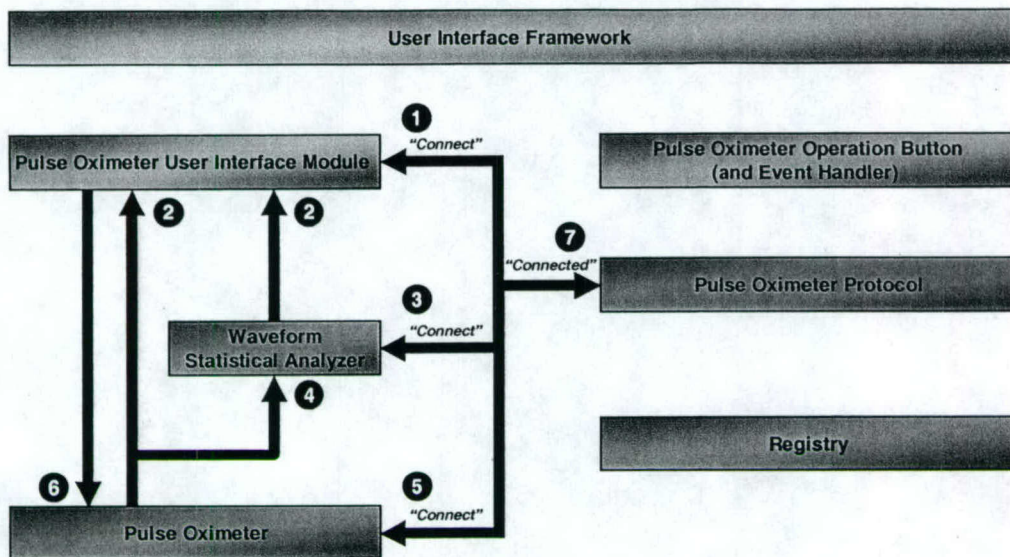 User Interface Framework
1
"Connect"
Pulse Oximeter User Interface Module
Pulse Oximeter Operation Button
(and Event Handler)
2
2
7
"Connected"
Pulse Oximeter Protocol
3
"Connect"
Waveform
Statistical Analyzer
4
Registry
6
5
"Connect"
Pulse Oximeter